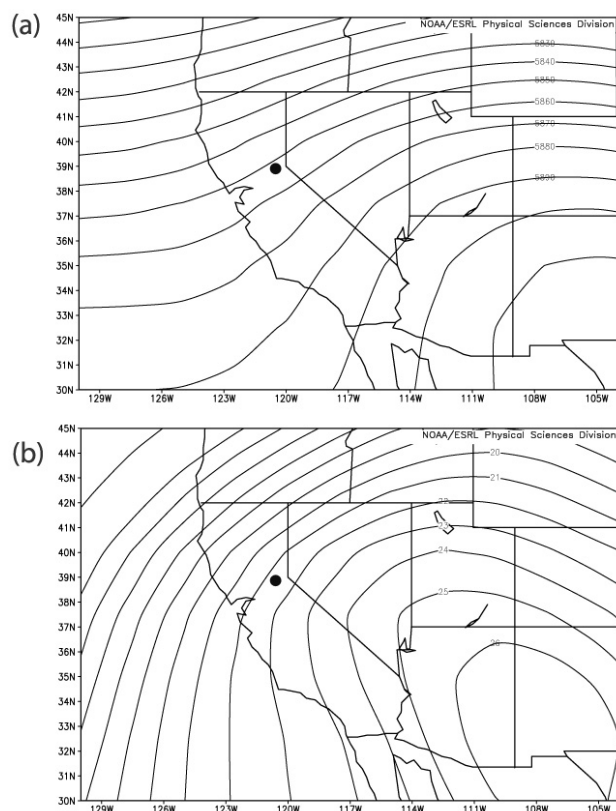 (a)
NOAA/ESRL Physical Sciences Division
45N
44N
43N
42N
41N
40N
39N
38N
37N
36N
35N
34N
33N
32N
31N
30N
5830
5840
5850
5860
5870
5880
5890
129W 126W 123W 120W 117W 114W 111W 108W 105W
(b)
NOAA/ESRL Physical Sciences Division
45N
44N
43N
42N
41N
40N
39N
38N
37N
36N
35N
34N
33N
32N
31N
30N
20
21
22
23
24
25
26
129W 126W 123W 120W 117W 114W 111W 108W 105W